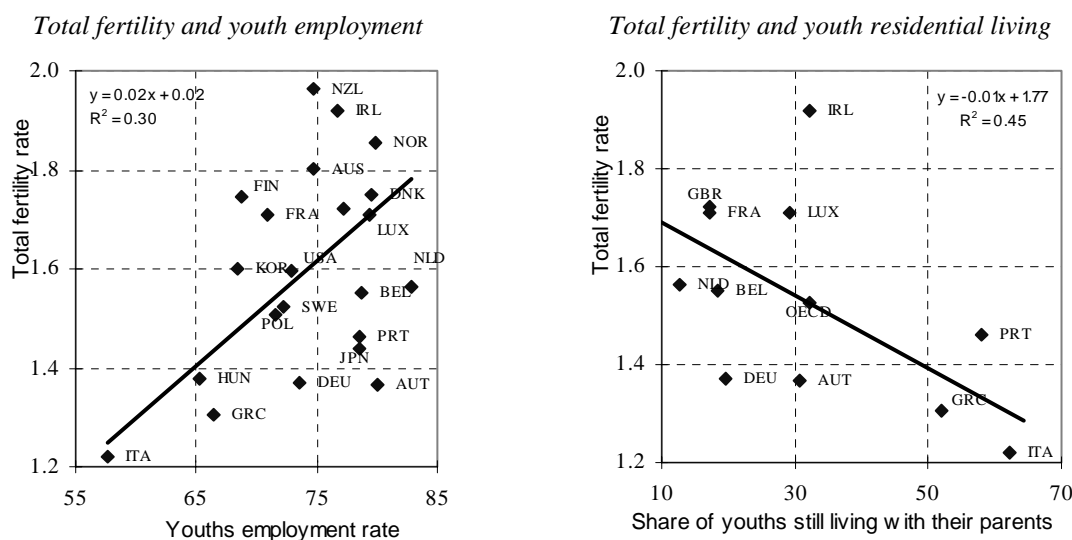 Total fertility and youth employment
Total fertility and youth residential living
2.0
1.8
1.6
1.4
1.2
Total fertility rate
y = 0.02x + 0.02
R² = 0.30
NZL
IRL
NOR
AUS
FIN
DNK
FRA
LUX
KOR
USA
NLD
BEL
SWE
POL
PRT
JPN
HUN
DEU
AUT
GRC
ITA
55 65 75 85
Youths employment rate
2.0
1.8
1.6
1.4
1.2
Total fertility rate
y = -0.01x + 1.77
R² = 0.45
IRL
GBR
FRA
LUX
NLD
BEL
OECD
PRT
DEU
AUT
GRC
ITA
10 30 50 70
Share of youths still living with their parents